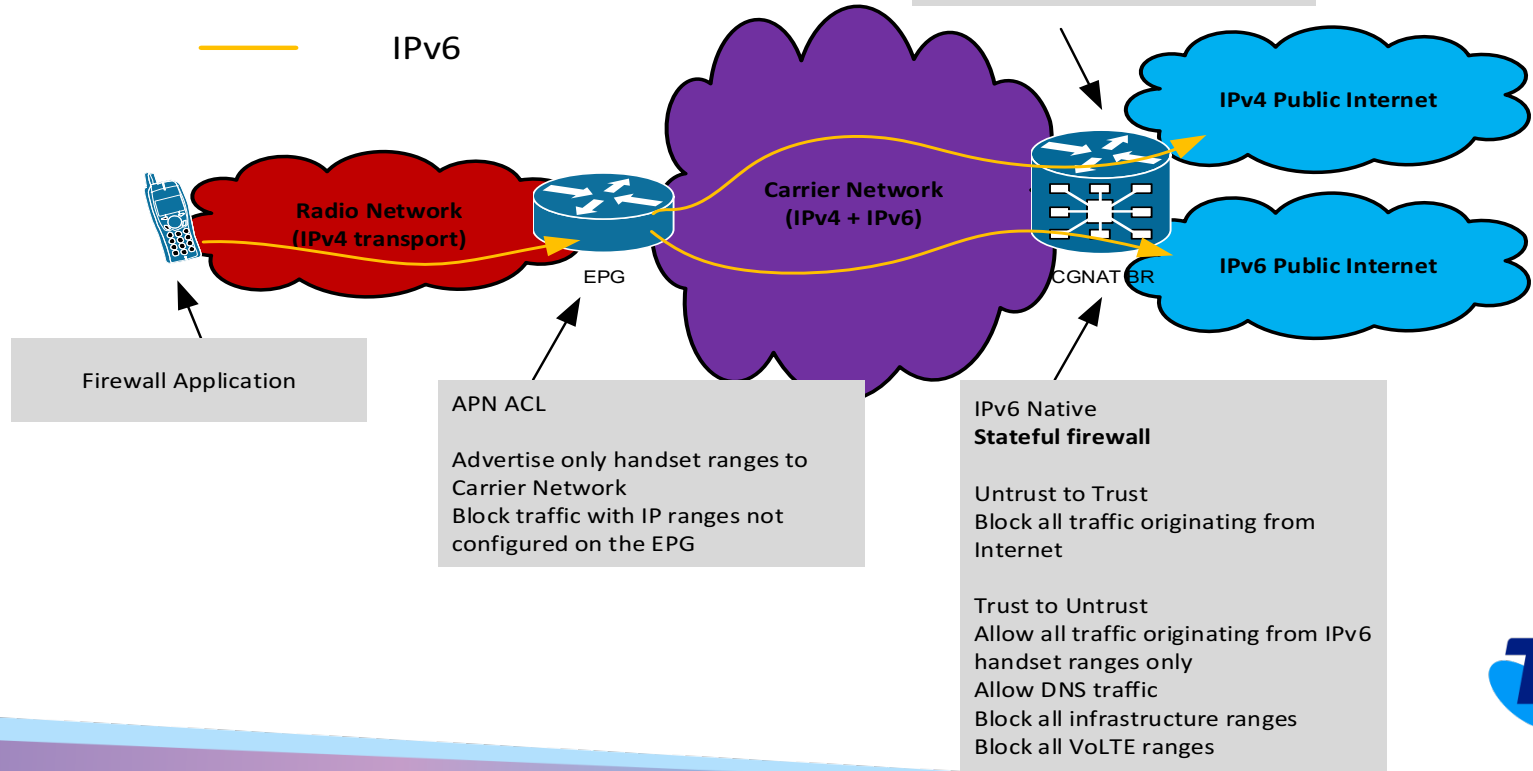 IPv6
IPv4 Public Internet
Radio Network
(IPv4 transport)
Carrier Network
(IPv4 + IPv6)
IPv6 Public Internet
EPG
CGNAT BR
Firewall Application
APN ACL
Advertise only handset ranges to
Carrier Network
Block traffic with IP ranges not
configured on the EPG
IPv6 Native
Stateful firewall
Untrust to Trust
Block all traffic originating from
Internet
Trust to Untrust
Allow all traffic originating from IPv6
handset ranges only
Allow DNS traffic
Block all infrastructure ranges
Block all VoLTE ranges